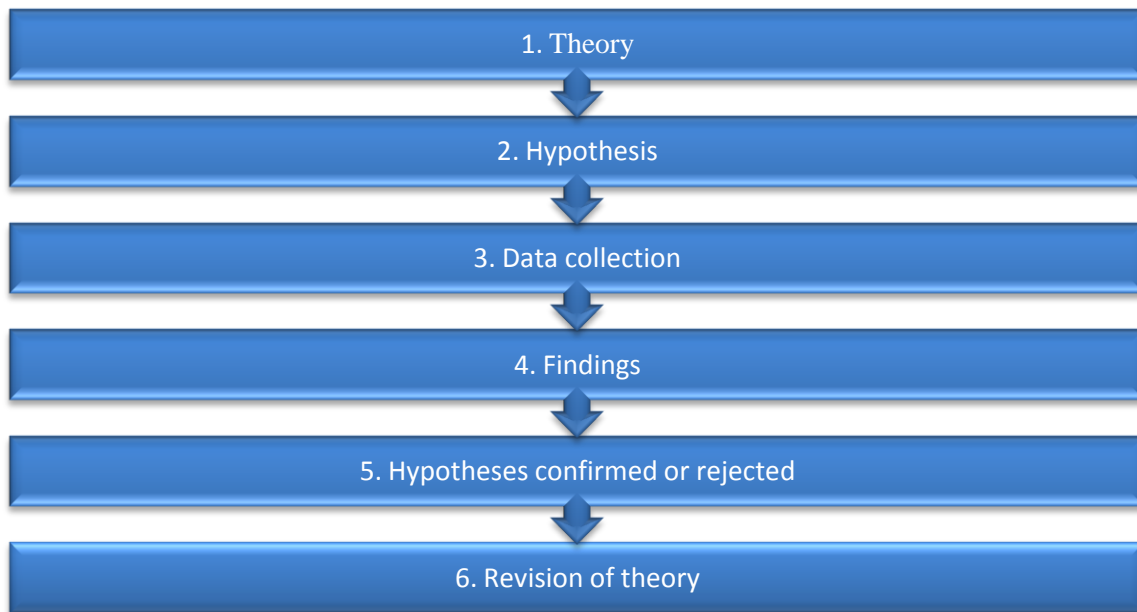 1. Theory
2. Hypothesis
3. Data collection
4. Findings
5. Hypotheses confirmed or rejected
6. Revision of theory